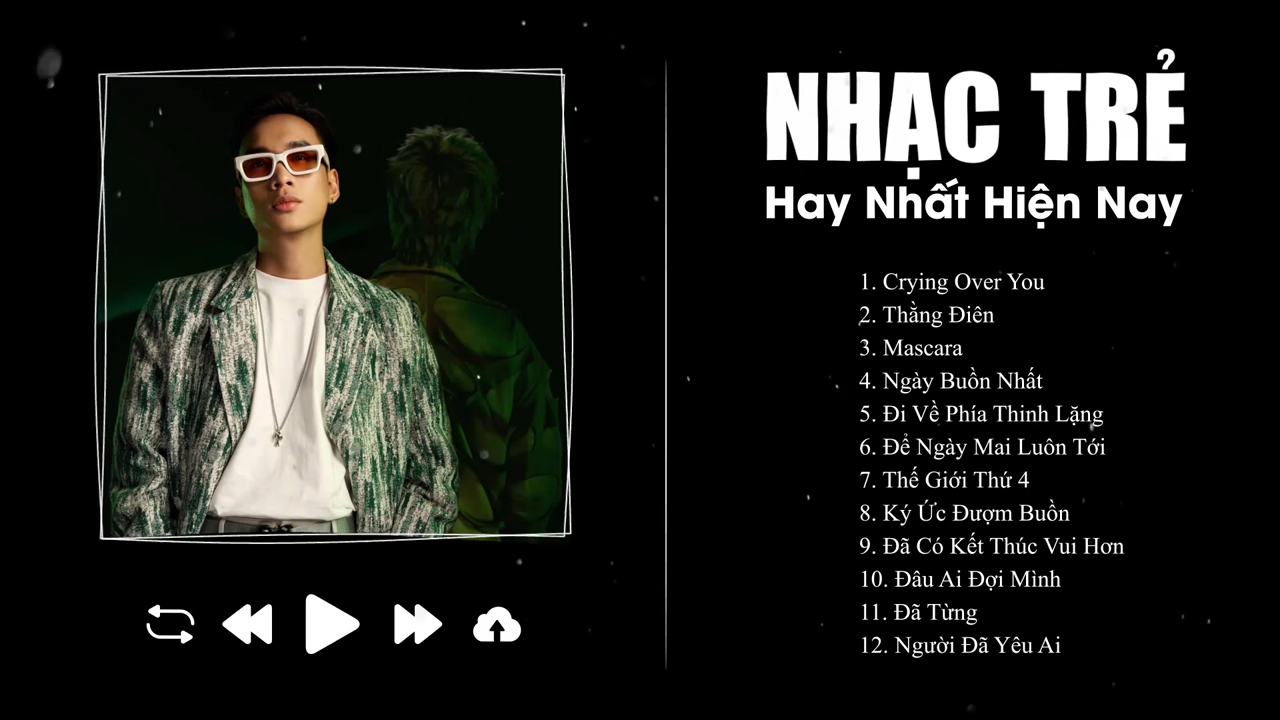 NHẠC TRẺ
Hay Nhất Hiện Nay
1. Crying Over You
2. Thằng Điên
3. Mascara
4. Ngày Buồn Nhất
5. Đi Về Phía Thinh Lặng
6. Để Ngày Mai Luôn Tới
7. Thế Giới Thứ 4
8. Ký Ức Đượm Buồn
9. Đã Có Kết Thúc Vui Hơn
10. Đâu Ai Đợi Mình
11. Đã Từng
12. Người Đã Yêu Ai